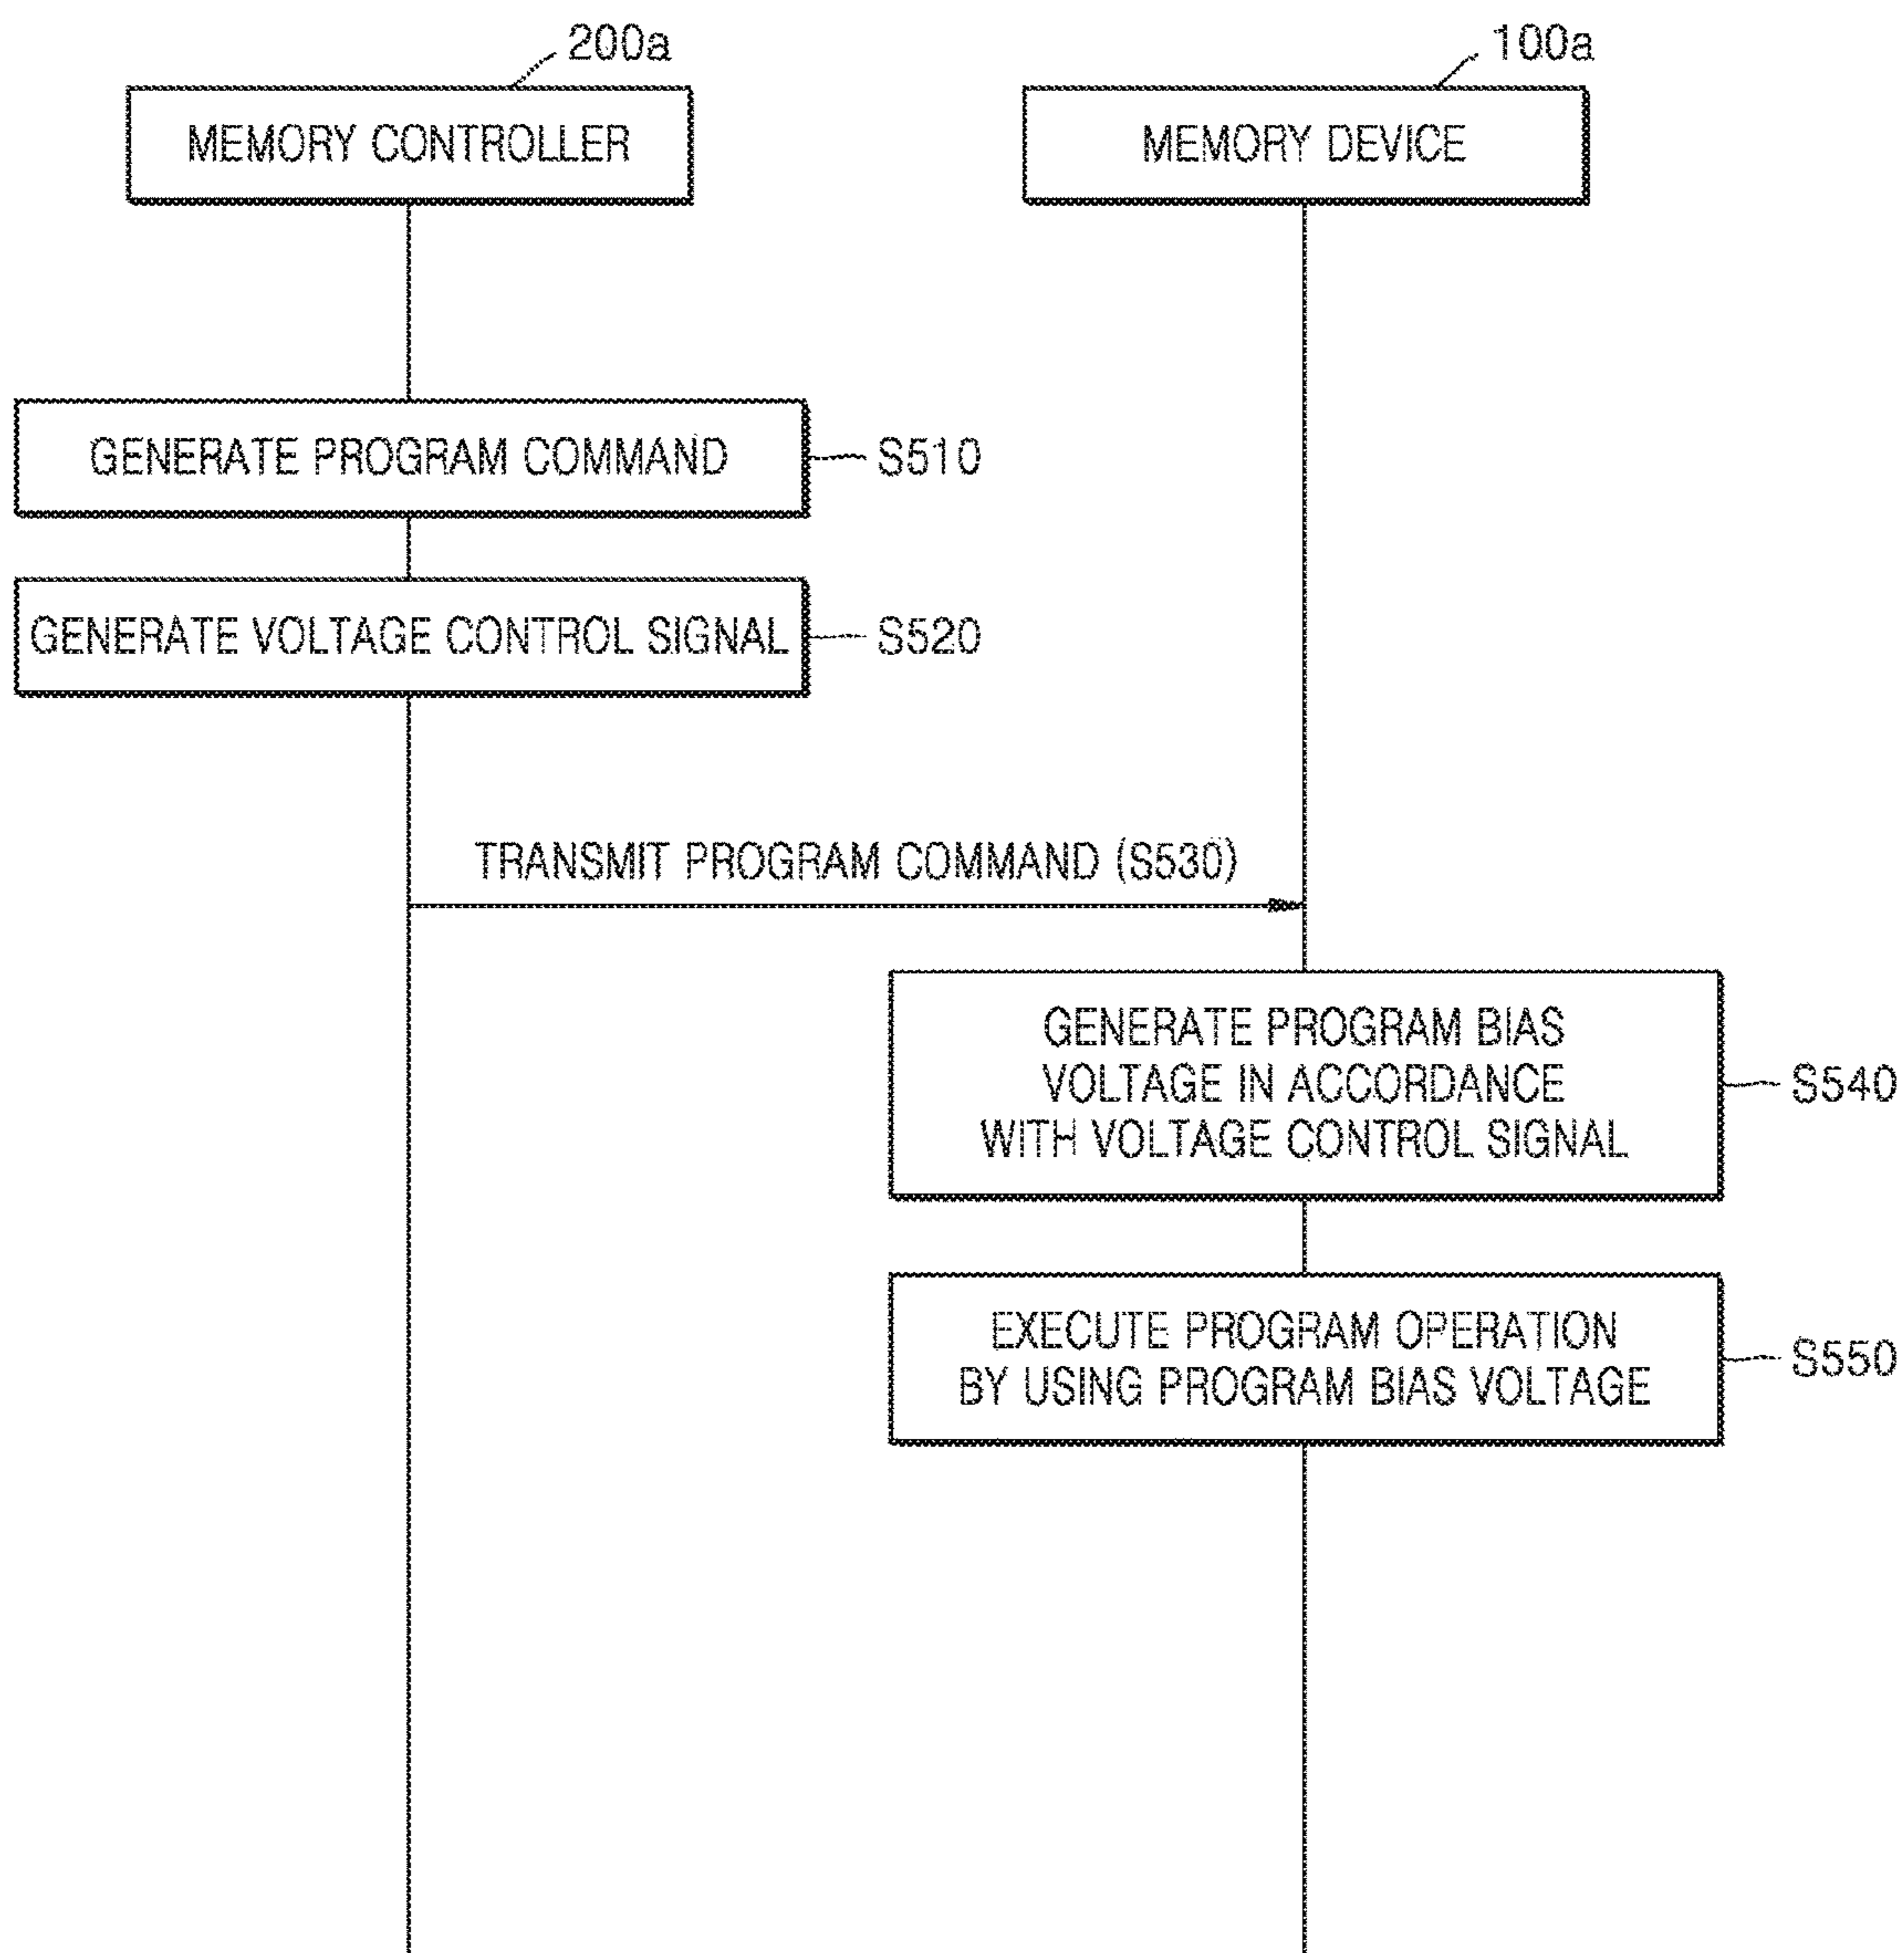 200a
100a
MEMORY CONTROLLER
MEMORY DEVICE
GENERATE PROGRAM COMMAND
S510
GENERATE VOLTAGE CONTROL SIGNAL
S520
TRANSMIT PROGRAM COMMAND (S530)
GENERATE PROGRAM BIAS
VOLTAGE IN ACCORDANCE
WITH VOLTAGE CONTROL SIGNAL
S540
EXECUTE PROGRAM OPERATION
BY USING PROGRAM BIAS VOLTAGE
S550